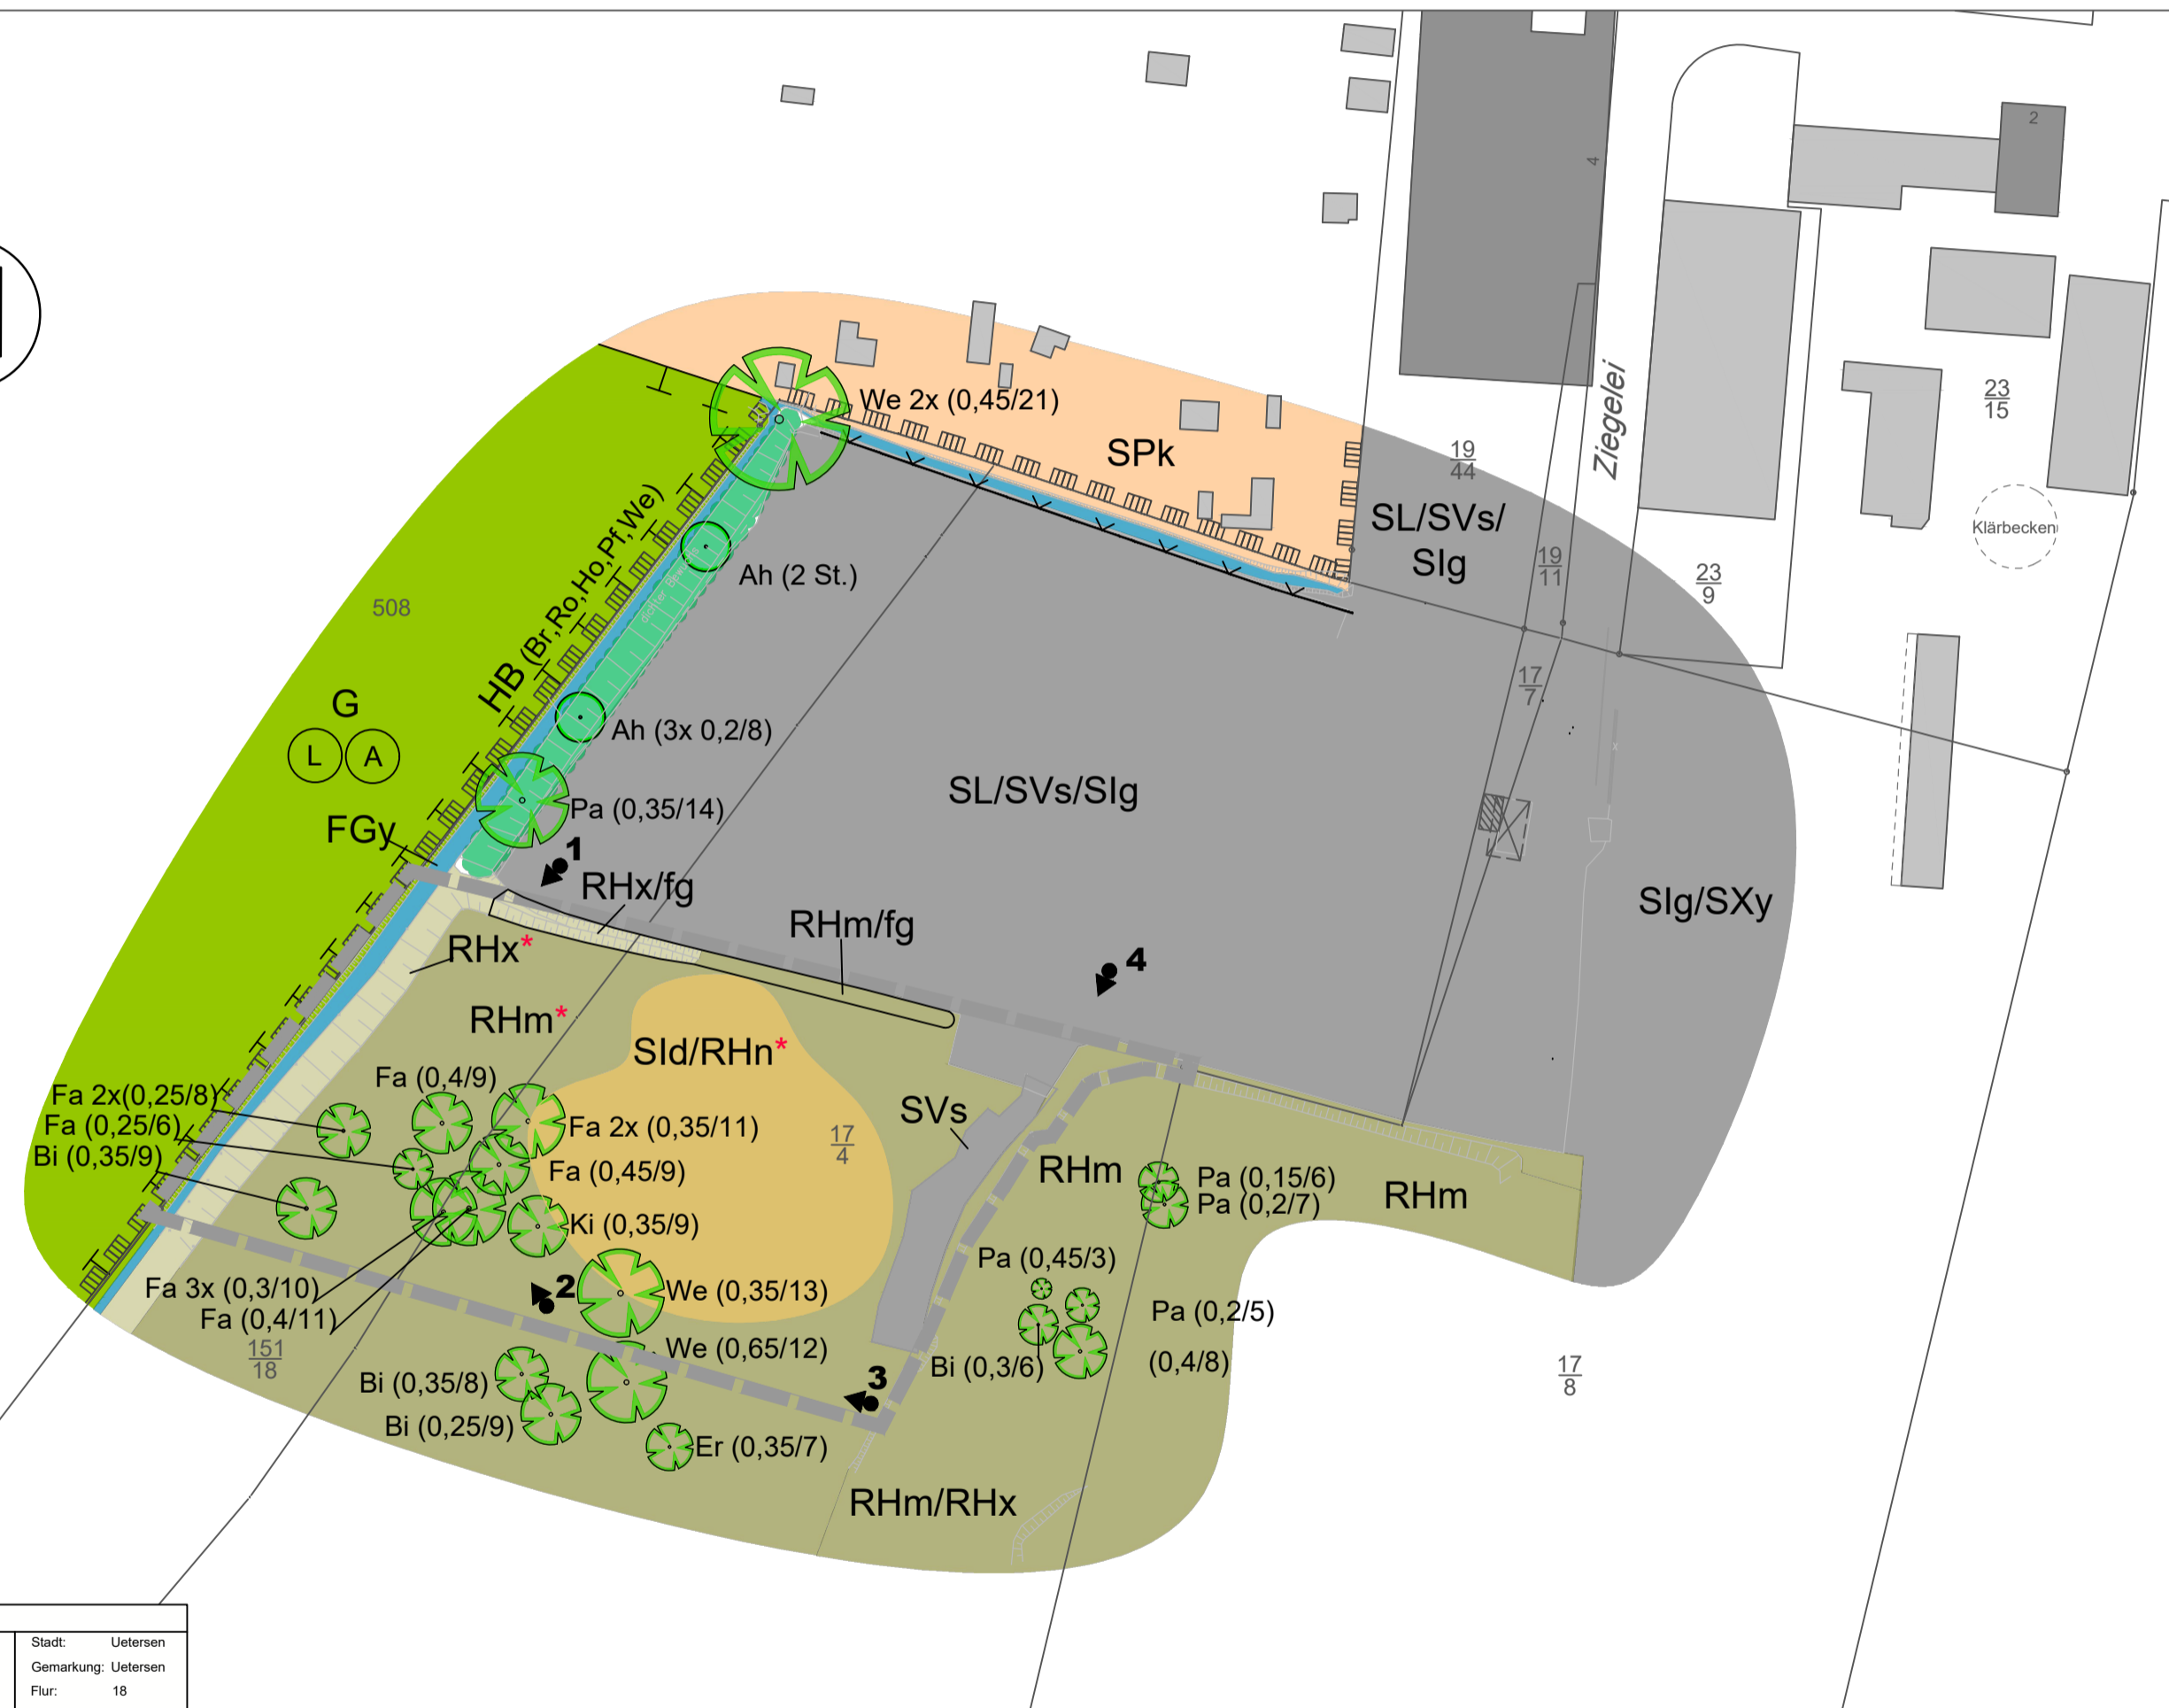 2
4
We 2x (0,45/21)
Ziegelei
23
15
SPk
19
44
HB (Br,Ro,Ho,Pf,We)
SL/SVs/
SIg
Klärbecken
dichter
Ah (2 St.)
19
11
23
9
508
17
7
G
L
A
Ah (3x 0,2/8)
x
SL/SVs/SIg
Pa (0,35/14)
FGy
1
RHx/fg
SIg/SXy
RHm/fg
RHx*
4
RHm*
SId/RHn*
Fa (0,4/9)
Fa 2x(0,25/8)
Fa (0,25/6)
Bi (0,35/9)
Fa 2x (0,35/11)
SVs
17
4
Fa (0,45/9)
RHm
Pa (0,15/6)
Pa (0,2/7)
RHm
Ki (0,35/9)
Pa (0,45/3)
Fa 3x (0,3/10)
2
We (0,35/13)
Fa (0,4/11)
Pa (0,2/5)
151
18
We (0,65/12)
Bi (0,3/6)
(0,4/8)
17
8
3
Bi (0,35/8)
Bi (0,25/9)
Er (0,35/7)
RHm/RHx
Stadt: Uetersen
Gemarkung: Uetersen
Flur: 18